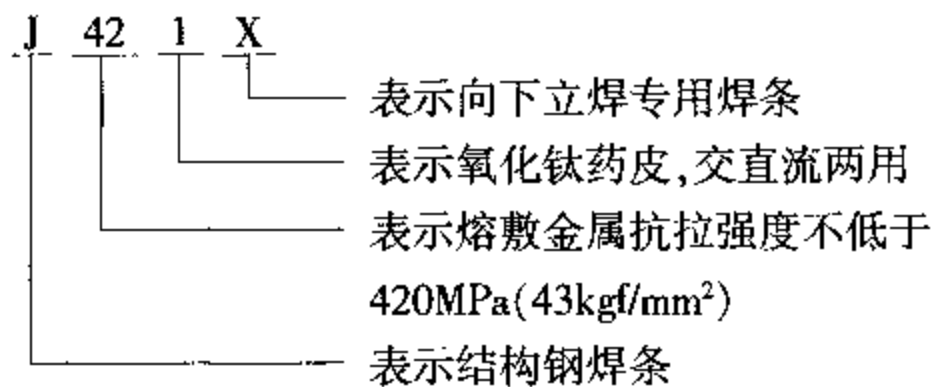 J 42 1 X
表示向下立焊专用焊条
表示氧化钛药皮,交直流两用
表示熔敷金属抗拉强度不低于
420MPa(43kgf/mm²)
表示结构钢焊条